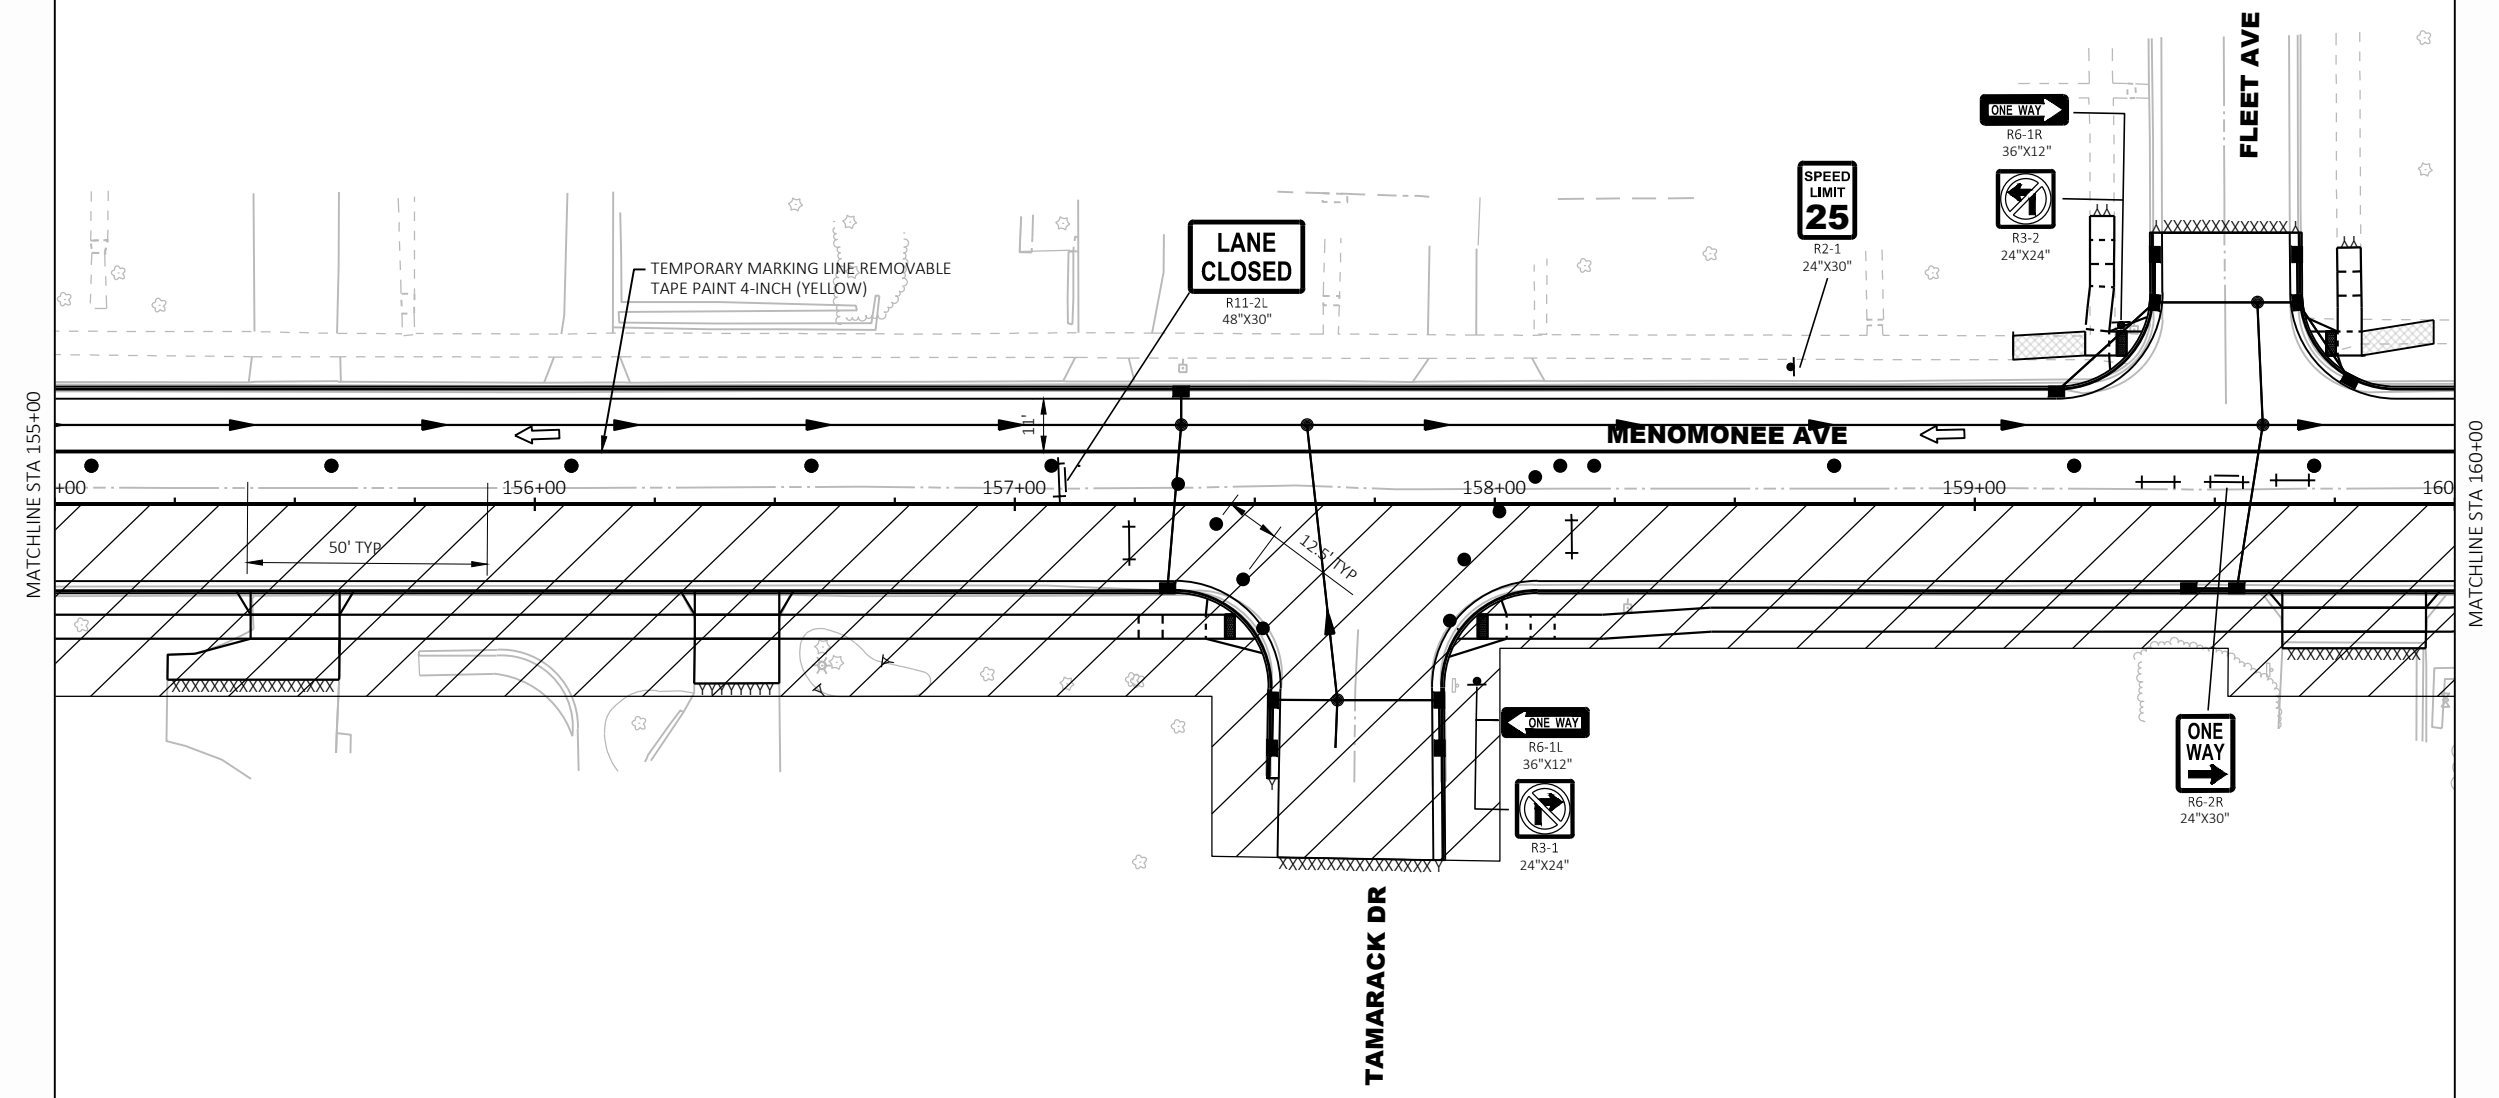 FLEET AVE
ONE WAY
R6-1R
36"X12"
SPEED
LIMIT
25
R2-1
24"X30"
R3-2
24"X24"
LANE
CLOSED
R11-2L
48"X30"
TEMPORARY MARKING LINE REMOVABLE
TAPE PAINT 4-INCH (YELLOW)
MATCHLINE STA 155+00
11'
MENOMONEE AVE
MATCHLINE STA 160+00
+00
156+00
157+00
158+00
159+00
160
50' TYP
12.5' TYP
ONE WAY
R6-1L
36"X12"
ONE
WAY
R6-2R
24"X30"
R3-1
24"X24"
TAMARACK DR